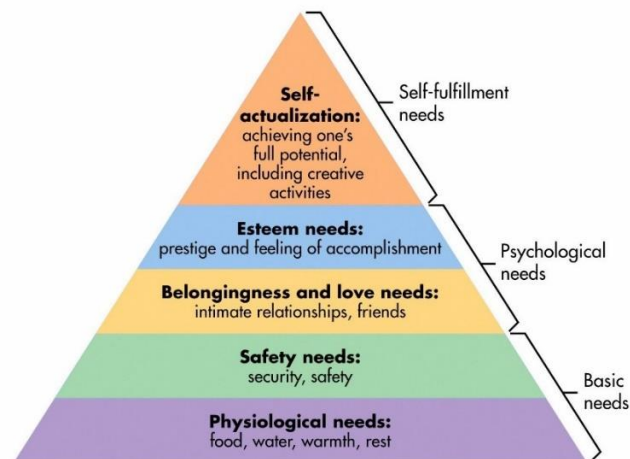 Self-
actualization:
achieving one's
full potential,
including creative
activities
Self-fulfillment
needs
Esteem needs:
prestige and feeling of accomplishment
Belongingness and love needs:
intimate relationships, friends
Psychological
needs
Safety needs:
security, safety
Physiological needs:
food, water, warmth, rest
Basic
needs